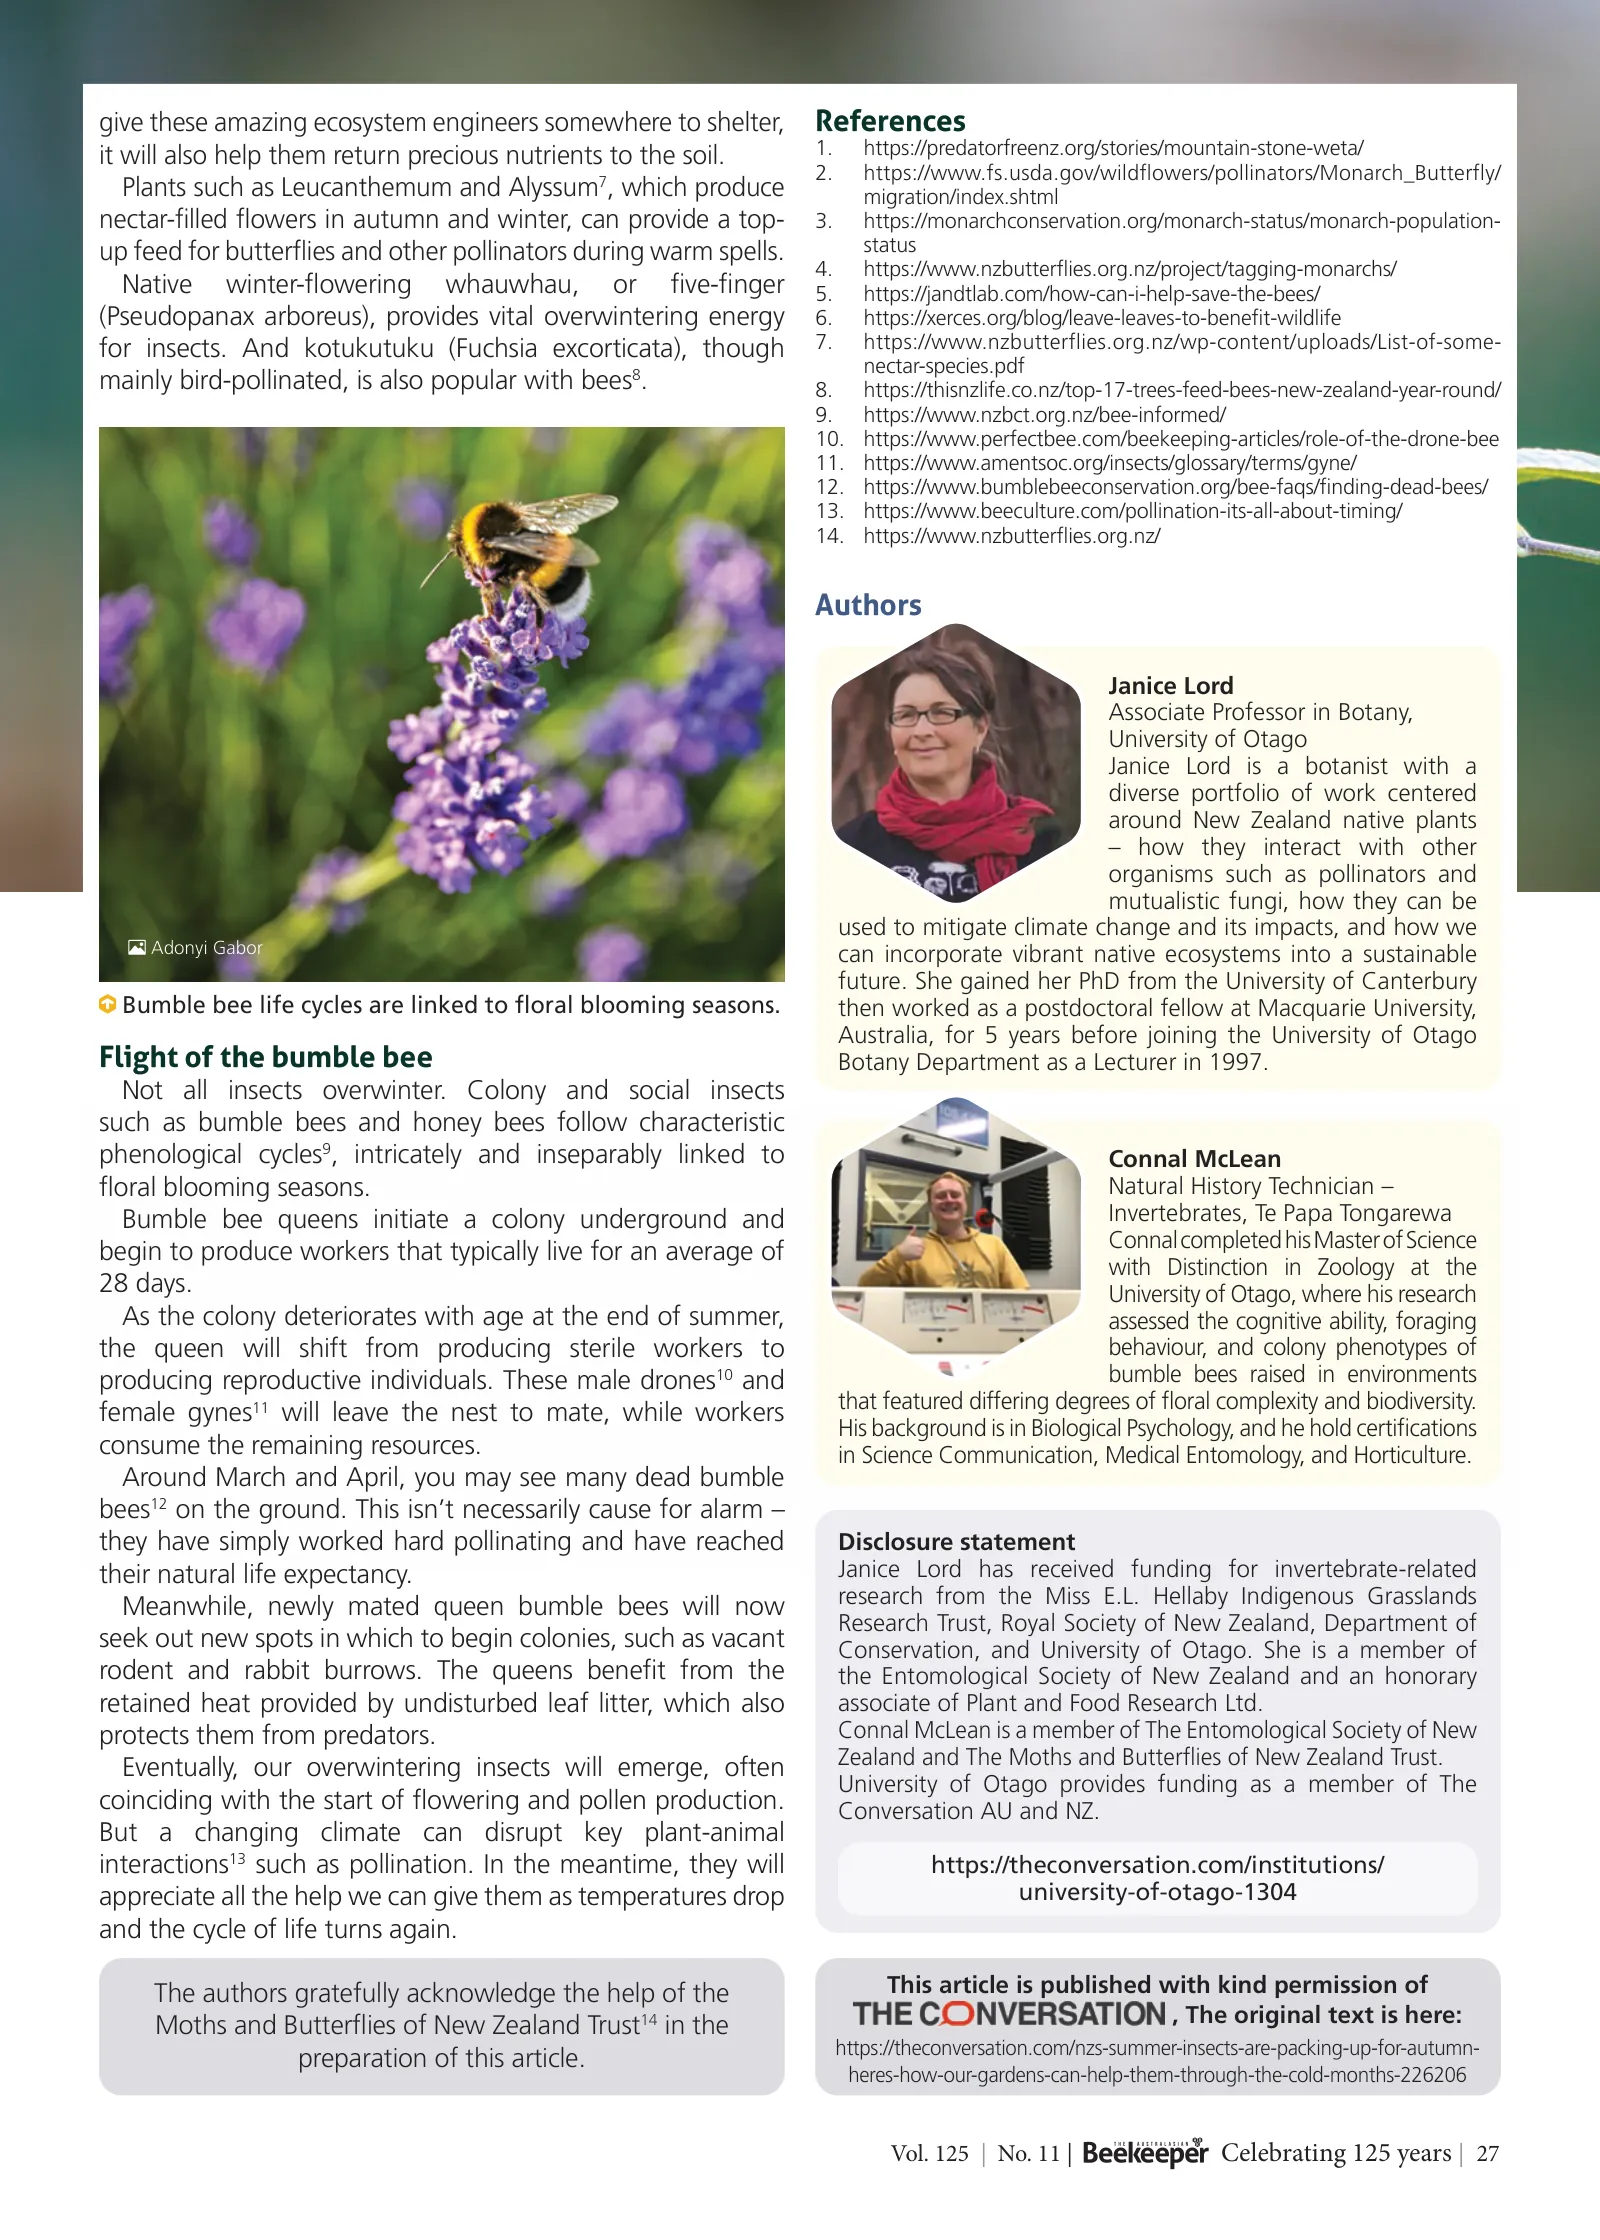 give these amazing ecosystem engineers somewhere to shelter,
it will also help them return precious nutrients to the soil.
Plants such as Leucanthemum and Alyssum7, which produce
nectar-filled flowers in autumn and winter, can provide a top-
up feed for butterflies and other pollinators during warm spells.
Native winter-flowering whauwhau, or five-finger
(Pseudopanax arboreus), provides vital overwintering energy
for insects. And kotukutuku (Fuchsia excorticata), though
mainly bird-pollinated, is also popular with bees8.
Adonyi Gabor
Bumble bee life cycles are linked to floral blooming seasons.
Flight of the bumble bee
Not all insects overwinter. Colony and social insects
such as bumble bees and honey bees follow characteristic
phenological cycles9, intricately and inseparably linked to
floral blooming seasons.
Bumble bee queens initiate a colony underground and
begin to produce workers that typically live for an average of
28 days.
As the colony deteriorates with age at the end of summer,
the queen will shift from producing sterile workers to
producing reproductive individuals. These male drones10 and
female gynes11 will leave the nest to mate, while workers
consume the remaining resources.
Around March and April, you may see many dead bumble
bees12 on the ground. This isn't necessarily cause for alarm –
they have simply worked hard pollinating and have reached
their natural life expectancy.
Meanwhile, newly mated queen bumble bees will now
seek out new spots in which to begin colonies, such as vacant
rodent and rabbit burrows. The queens benefit from the
retained heat provided by undisturbed leaf litter, which also
protects them from predators.
Eventually, our overwintering insects will emerge, often
coinciding with the start of flowering and pollen production.
But a changing climate can disrupt key plant-animal
interactions13 such as pollination. In the meantime, they will
appreciate all the help we can give them as temperatures drop
and the cycle of life turns again.
The authors gratefully acknowledge the help of the
Moths and Butterflies of New Zealand Trust14 in the
preparation of this article.
References
1. https://predatorfreenz.org/stories/mountain-stone-weta/
2. https://www.fs.usda.gov/wildflowers/pollinators/Monarch_Butterfly/
migration/index.shtml
3. https://monarchconservation.org/monarch-status/monarch-population-
status
4. https://www.nzbutterflies.org.nz/project/tagging-monarchs/
5. https://jandtlab.com/how-can-i-help-save-the-bees/
6. https://xerces.org/blog/leave-leaves-to-benefit-wildlife
7. https://www.nzbutterflies.org.nz/wp-content/uploads/List-of-some-
nectar-species.pdf
8. https://thisnzlife.co.nz/top-17-trees-feed-bees-new-zealand-year-round/
9. https://www.nzbct.org.nz/bee-informed/
10. https://www.perfectbee.com/beekeeping-articles/role-of-the-drone-bee
11. https://www.amentsoc.org/insects/glossary/terms/gyne/
12. https://www.bumblebeeconservation.org/bee-faqs/finding-dead-bees/
13. https://www.beeculture.com/pollination-its-all-about-timing/
14. https://www.nzbutterflies.org.nz/
Authors
Janice Lord
Associate Professor in Botany,
University of Otago
Janice Lord is a botanist with a
diverse portfolio of work centered
around New Zealand native plants
– how they interact with other
organisms such as pollinators and
mutualistic fungi, how they can be
used to mitigate climate change and its impacts, and how we
can incorporate vibrant native ecosystems into a sustainable
future. She gained her PhD from the University of Canterbury
then worked as a postdoctoral fellow at Macquarie University,
Australia, for 5 years before joining the University of Otago
Botany Department as a Lecturer in 1997.
Connal McLean
Natural History Technician –
Invertebrates, Te Papa Tongarewa
Connal completed his Master of Science
with Distinction in Zoology at the
University of Otago, where his research
assessed the cognitive ability, foraging
behaviour, and colony phenotypes of
bumble bees raised in environments
that featured differing degrees of floral complexity and biodiversity.
His background is in Biological Psychology, and he hold certifications
in Science Communication, Medical Entomology, and Horticulture.
Disclosure statement
Janice Lord has received funding for invertebrate-related
research from the Miss E.L. Hellaby Indigenous Grasslands
Research Trust, Royal Society of New Zealand, Department of
Conservation, and University of Otago. She is a member of
the Entomological Society of New Zealand and an honorary
associate of Plant and Food Research Ltd.
Connal McLean is a member of The Entomological Society of New
Zealand and The Moths and Butterflies of New Zealand Trust.
University of Otago provides funding as a member of The
Conversation AU and NZ.
https://theconversation.com/institutions/
university-of-otago-1304
This article is published with kind permission of
THE CONVERSATION, The original text is here:
https://theconversation.com/nzs-summer-insects-are-packing-up-for-autumn-
heres-how-our-gardens-can-help-them-through-the-cold-months-226206
Vol. 125 | No. 11 | THE AUSTRALASIAN Beekeeper Celebrating 125 years | 27